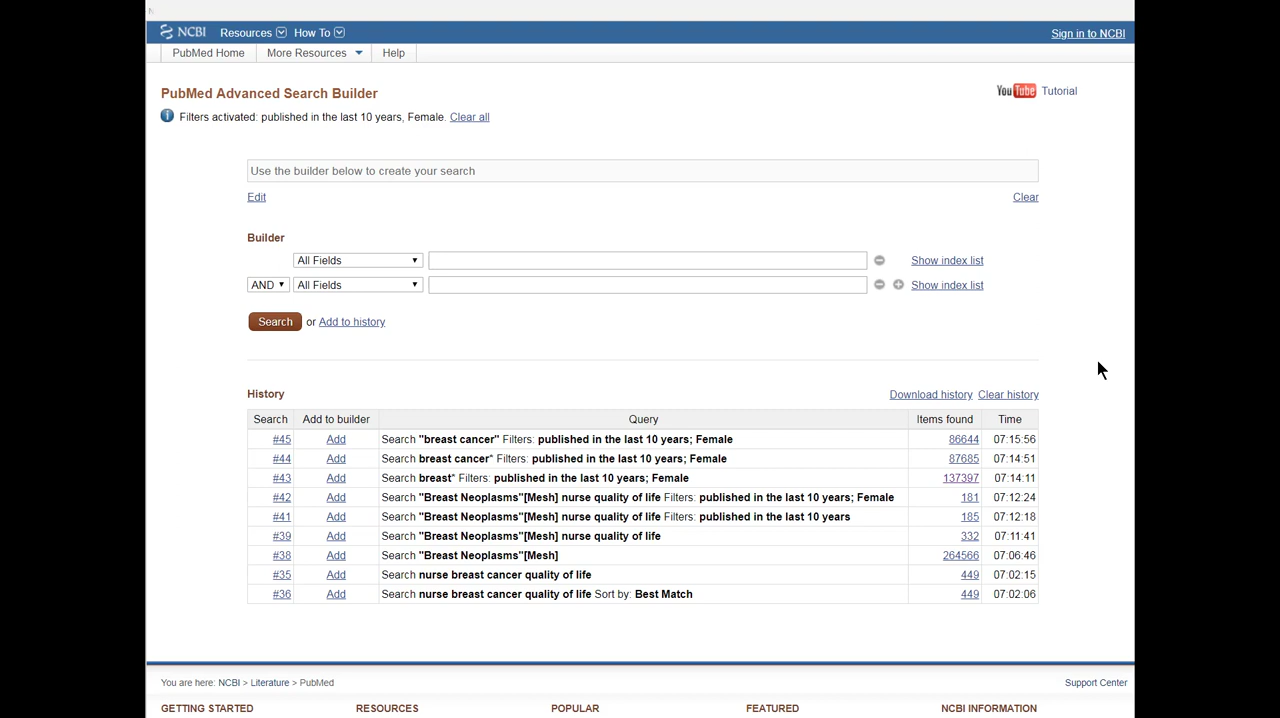 NCBI Resources How To Sign in to NCBI
PubMed Home More Resources Help
PubMed Advanced Search Builder YouTube Tutorial
Filters activated: published in the last 10 years, Female. Clear all
Use the builder below to create your search
Edit Clear
Builder
All Fields Show index list
AND All Fields Show index list
Search or Add to history
History Download history Clear history
Search Add to builder Query Items found Time
#45 Add Search "breast cancer" Filters: published in the last 10 years; Female 86644 07:15:56
#44 Add Search breast cancer* Filters: published in the last 10 years; Female 87685 07:14:51
#43 Add Search breast* Filters: published in the last 10 years; Female 137397 07:14:11
#42 Add Search "Breast Neoplasms"[Mesh] nurse quality of life Filters: published in the last 10 years; Female 181 07:12:24
#41 Add Search "Breast Neoplasms"[Mesh] nurse quality of life Filters: published in the last 10 years 185 07:12:18
#39 Add Search "Breast Neoplasms"[Mesh] nurse quality of life 332 07:11:41
#38 Add Search "Breast Neoplasms"[Mesh] 264566 07:06:46
#35 Add Search nurse breast cancer quality of life 449 07:02:15
#36 Add Search nurse breast cancer quality of life Sort by: Best Match 449 07:02:06
You are here: NCBI > Literature > PubMed Support Center
GETTING STARTED RESOURCES POPULAR FEATURED NCBI INFORMATION